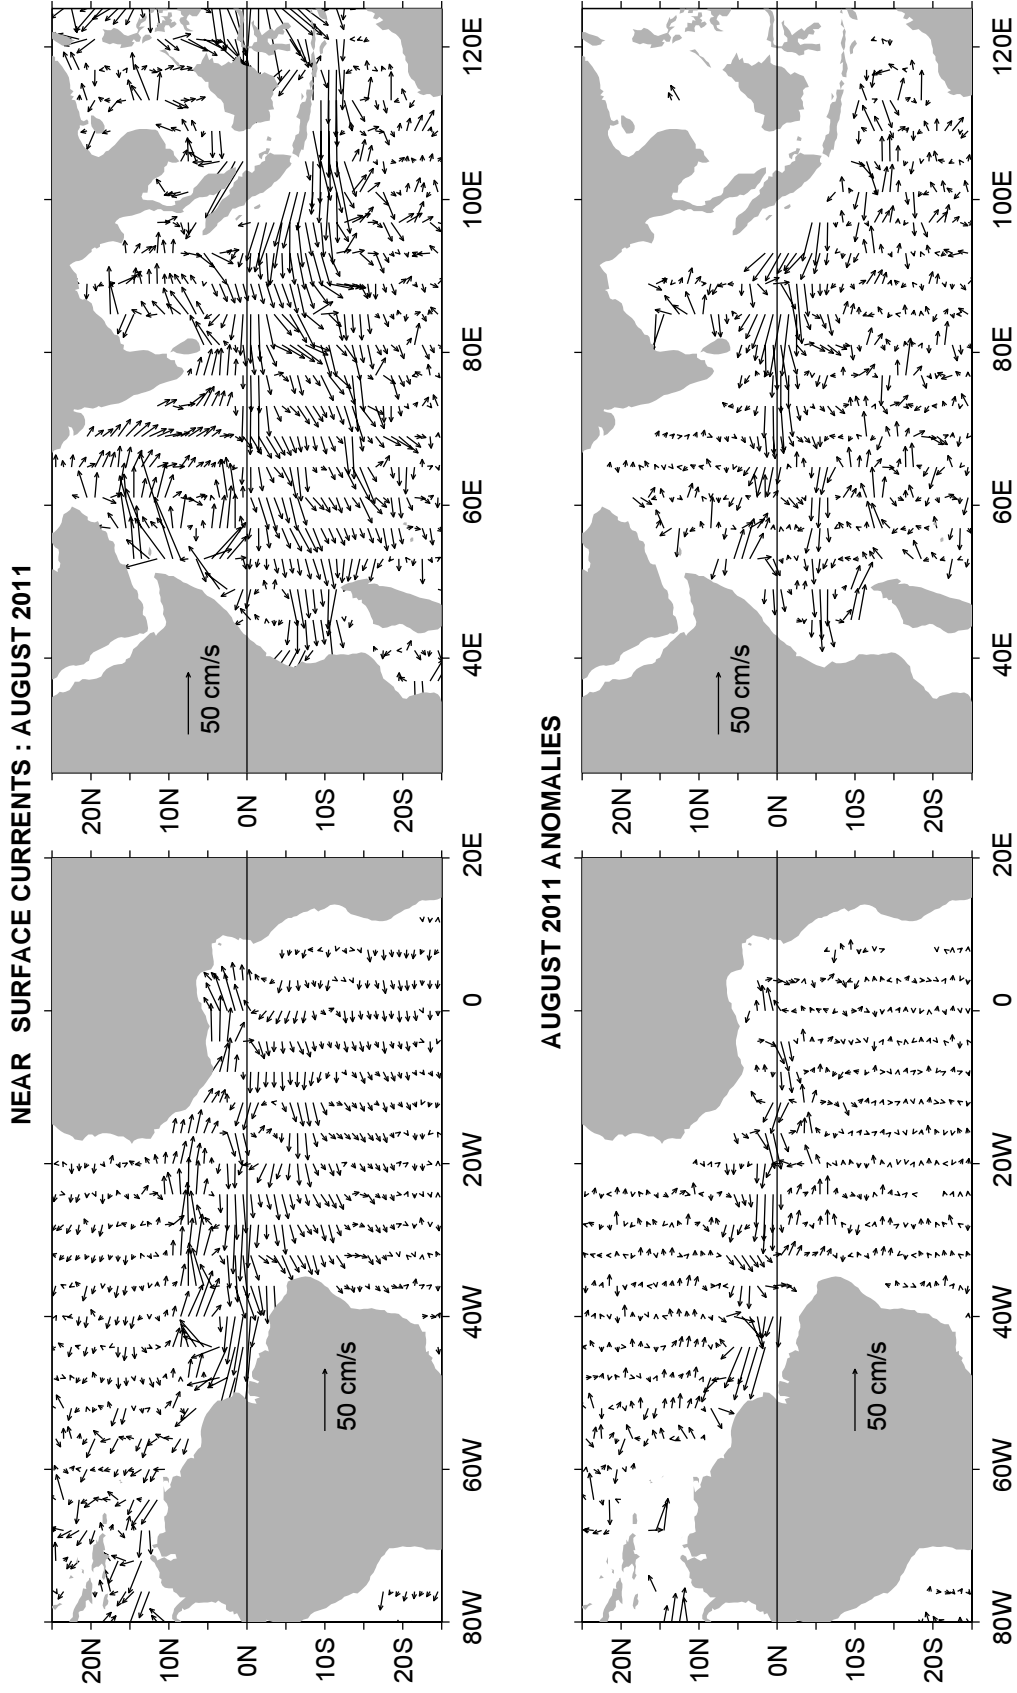 NEAR SURFACE CURRENTS : AUGUST 2011
20N
10N
0N
10S
20S
80W
60W
40W
20W
0
20E
50 cm/s
20N
10N
0N
10S
20S
40E
60E
80E
100E
120E
50 cm/s
AUGUST 2011 ANOMALIES
20N
10N
0N
10S
20S
80W
60W
40W
20W
0
20E
50 cm/s
20N
10N
0N
10S
20S
40E
60E
80E
100E
120E
50 cm/s